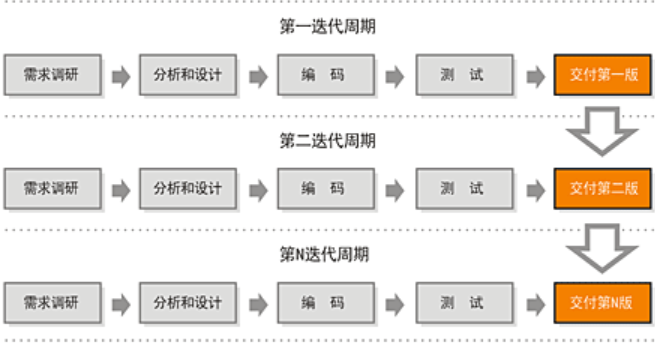 第一迭代周期
需求调研
分析和设计
编 码
测 试
交付第一版
第二迭代周期
需求调研
分析和设计
编 码
测 试
交付第二版
第N迭代周期
需求调研
分析和设计
编 码
测 试
交付第N版